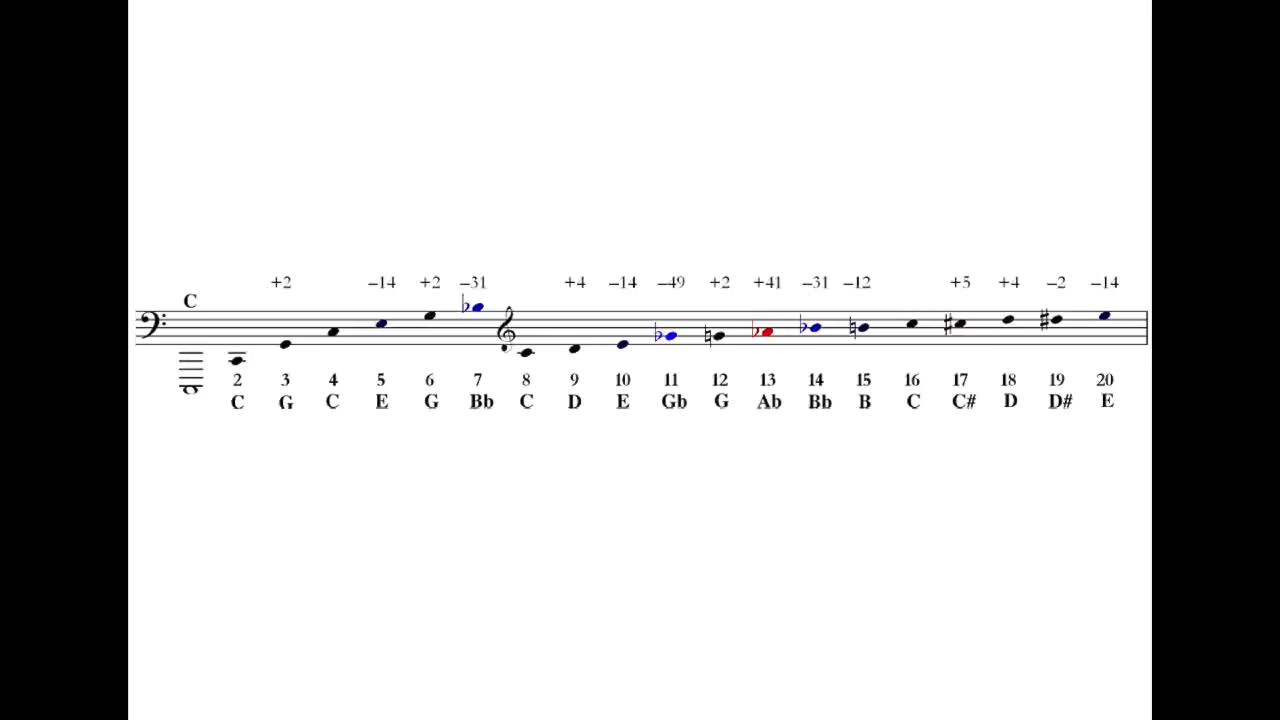 +2 –14 +2 –31 +4 –14 –49 +2 +41 –31 –12 +5 +4 –2 –14
C
2 3 4 5 6 7 8 9 10 11 12 13 14 15 16 17 18 19 20
C G C E G Bb C D E Gb G Ab Bb B C C# D D# E